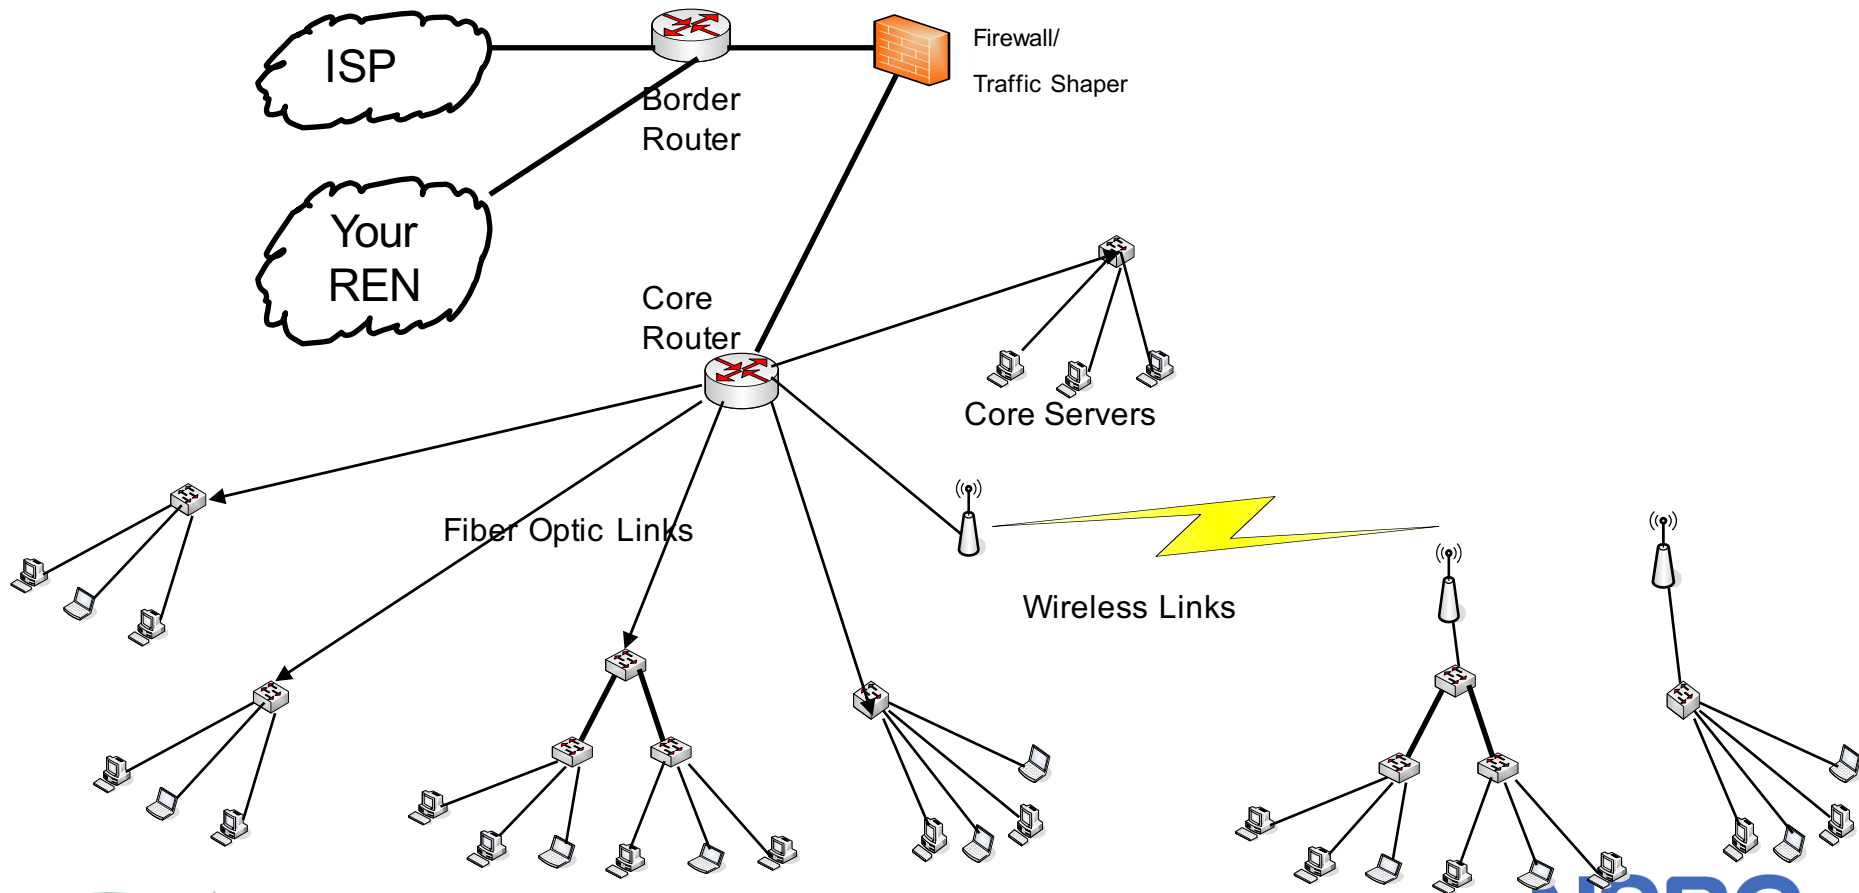 ISP
Border
Router
Firewall/
Traffic Shaper
Your
REN
Core
Router
Core Servers
Fiber Optic Links
Wireless Links